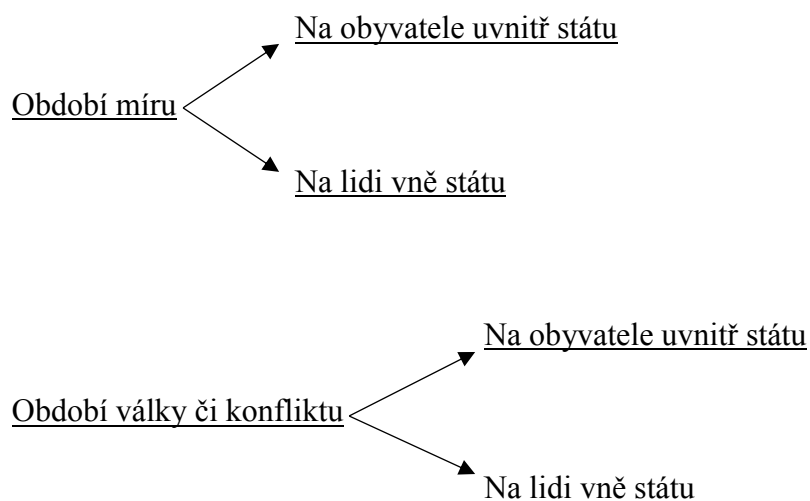 Na obyvatele uvnitř státu
Období míru
Na lidi vně státu
Na obyvatele uvnitř státu
Období války či konfliktu
Na lidi vně státu